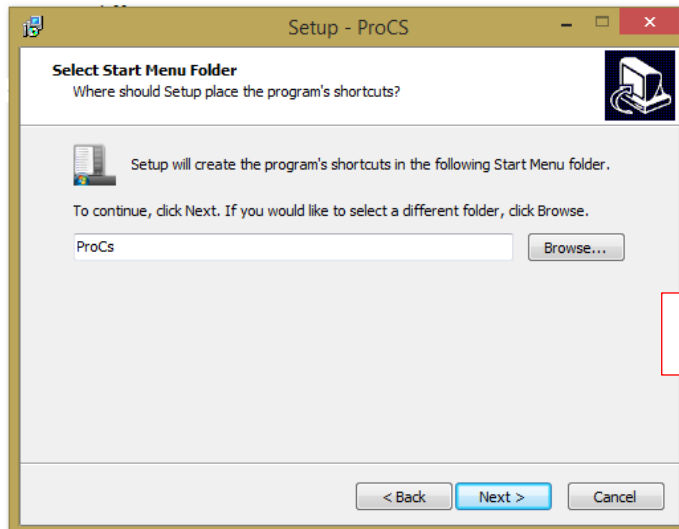 Setup - ProCS
Select Start Menu Folder
Where should Setup place the program's shortcuts?
Setup will create the program's shortcuts in the following Start Menu folder.
To continue, click Next. If you would like to select a different folder, click Browse.
ProCs
Browse...
< Back
Next >
Cancel